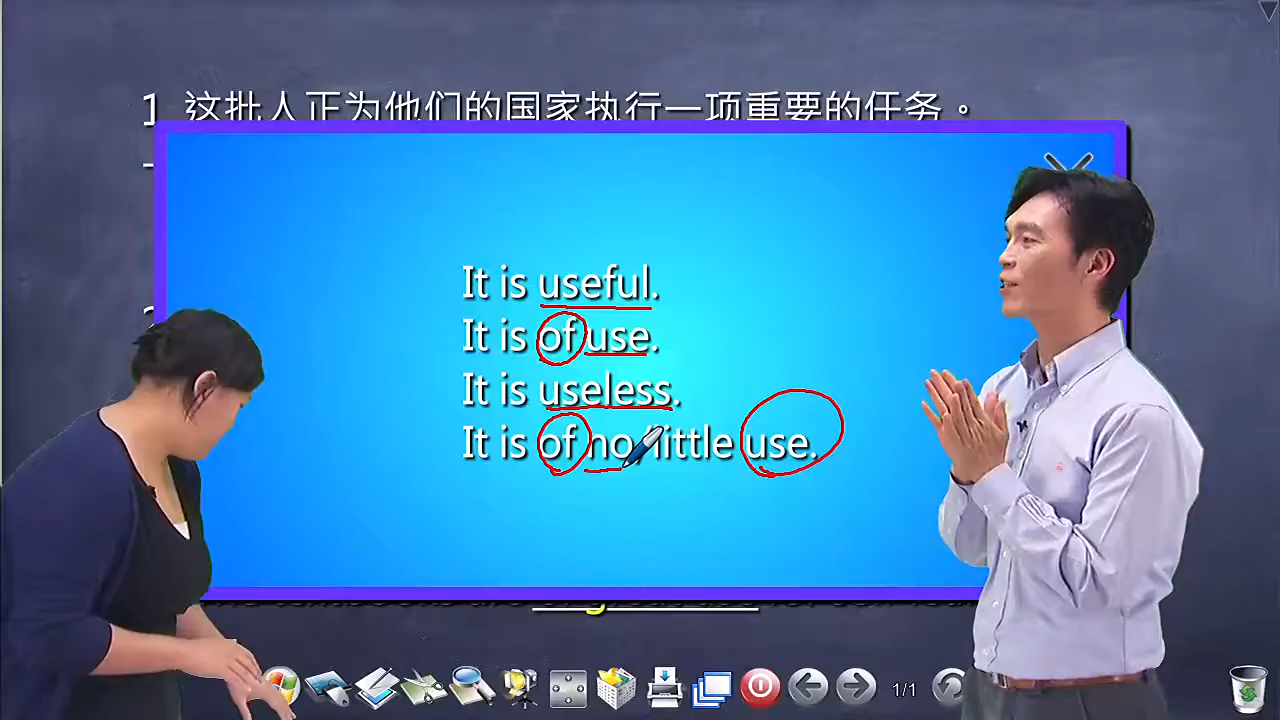 1 这批人正为他们的国家执行一项重要的任务。
It is useful.
It is of use.
It is useless.
It is of no/little use.
1/1